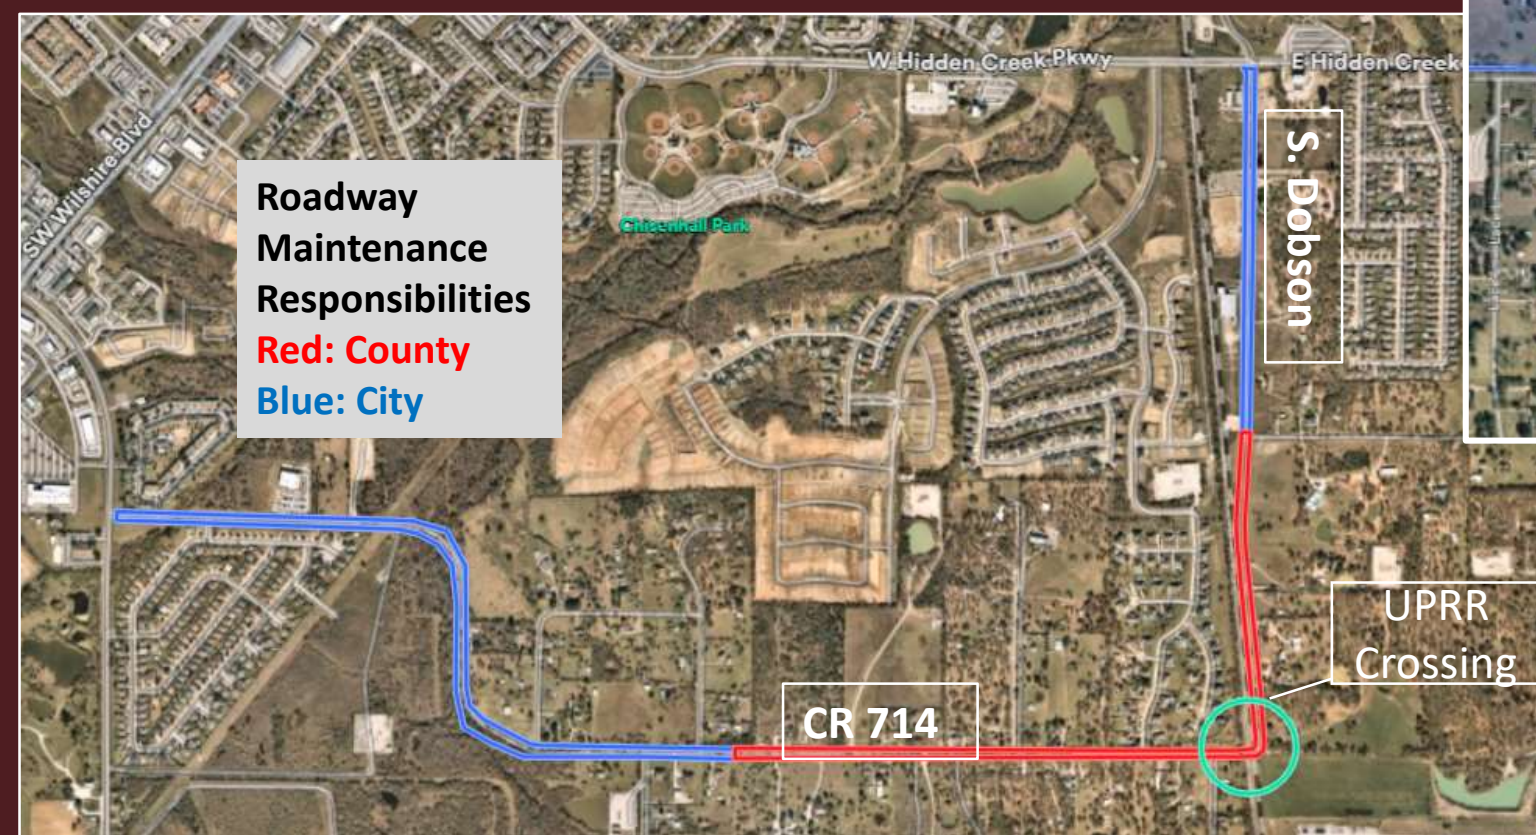 W Hidden Creek Pkwy
E Hidden Creek
SW Wilshire Blvd
Roadway
Maintenance
Responsibilities
Red: County
Blue: City
Chisenhall Park
S. Dobson
UPRR
Crossing
CR 714